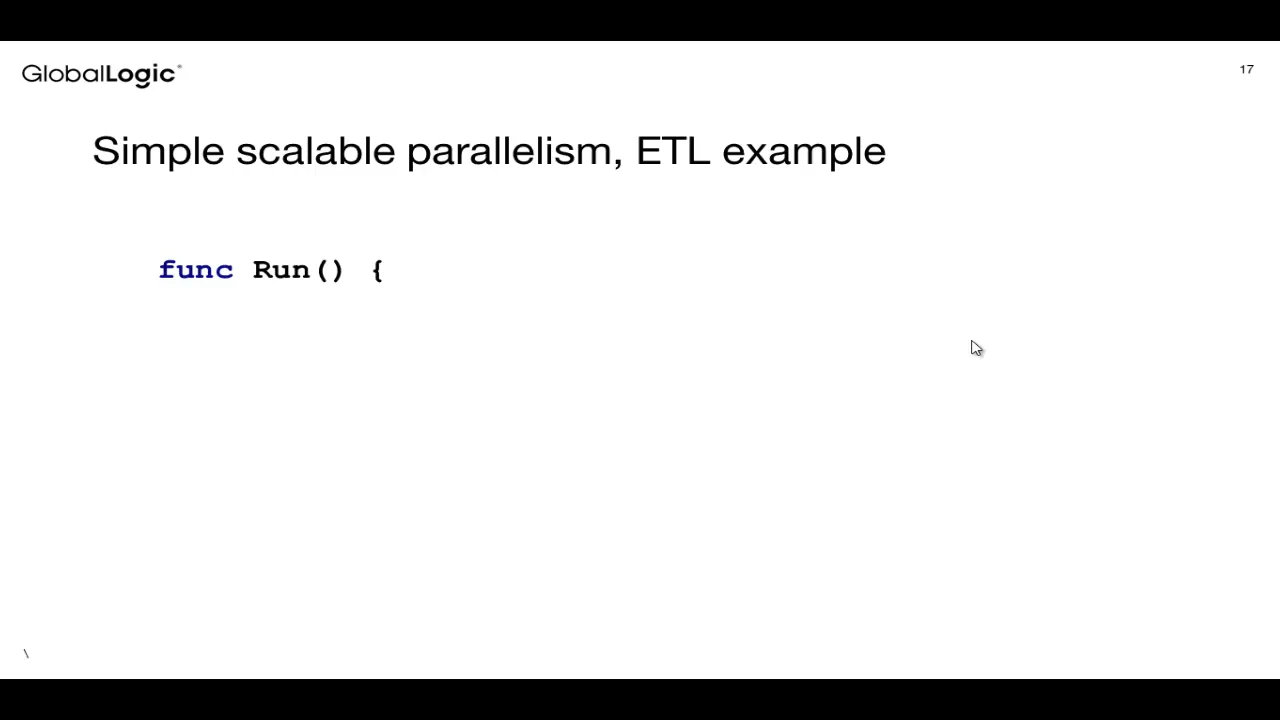 GlobalLogic®
17
Simple scalable parallelism, ETL example
func Run() {
\